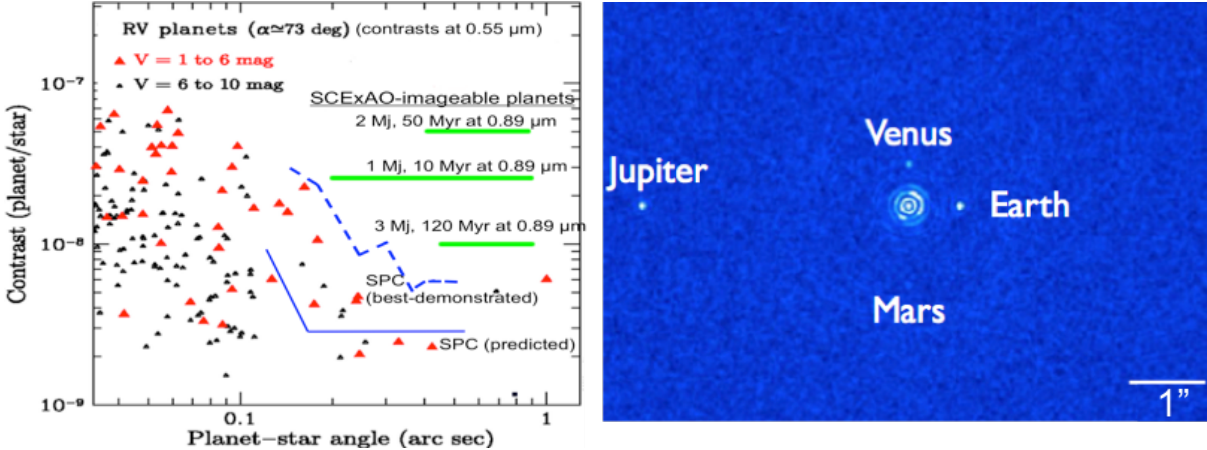 RV planets (α≃73 deg) (contrasts at 0.55 µm)
V = 1 to 6 mag
V = 6 to 10 mag
SCExAO-imageable planets
2 Mj, 50 Myr at 0.89 µm
1 Mj, 10 Myr at 0.89 µm
3 Mj, 120 Myr at 0.89 µm
SPC
(best-demonstrated)
SPC (predicted)
Contrast (planet/star)
10⁻⁷
10⁻⁸
10⁻⁹
0.1
1
Planet−star angle (arc sec)
Venus
Jupiter
Earth
Mars
1”